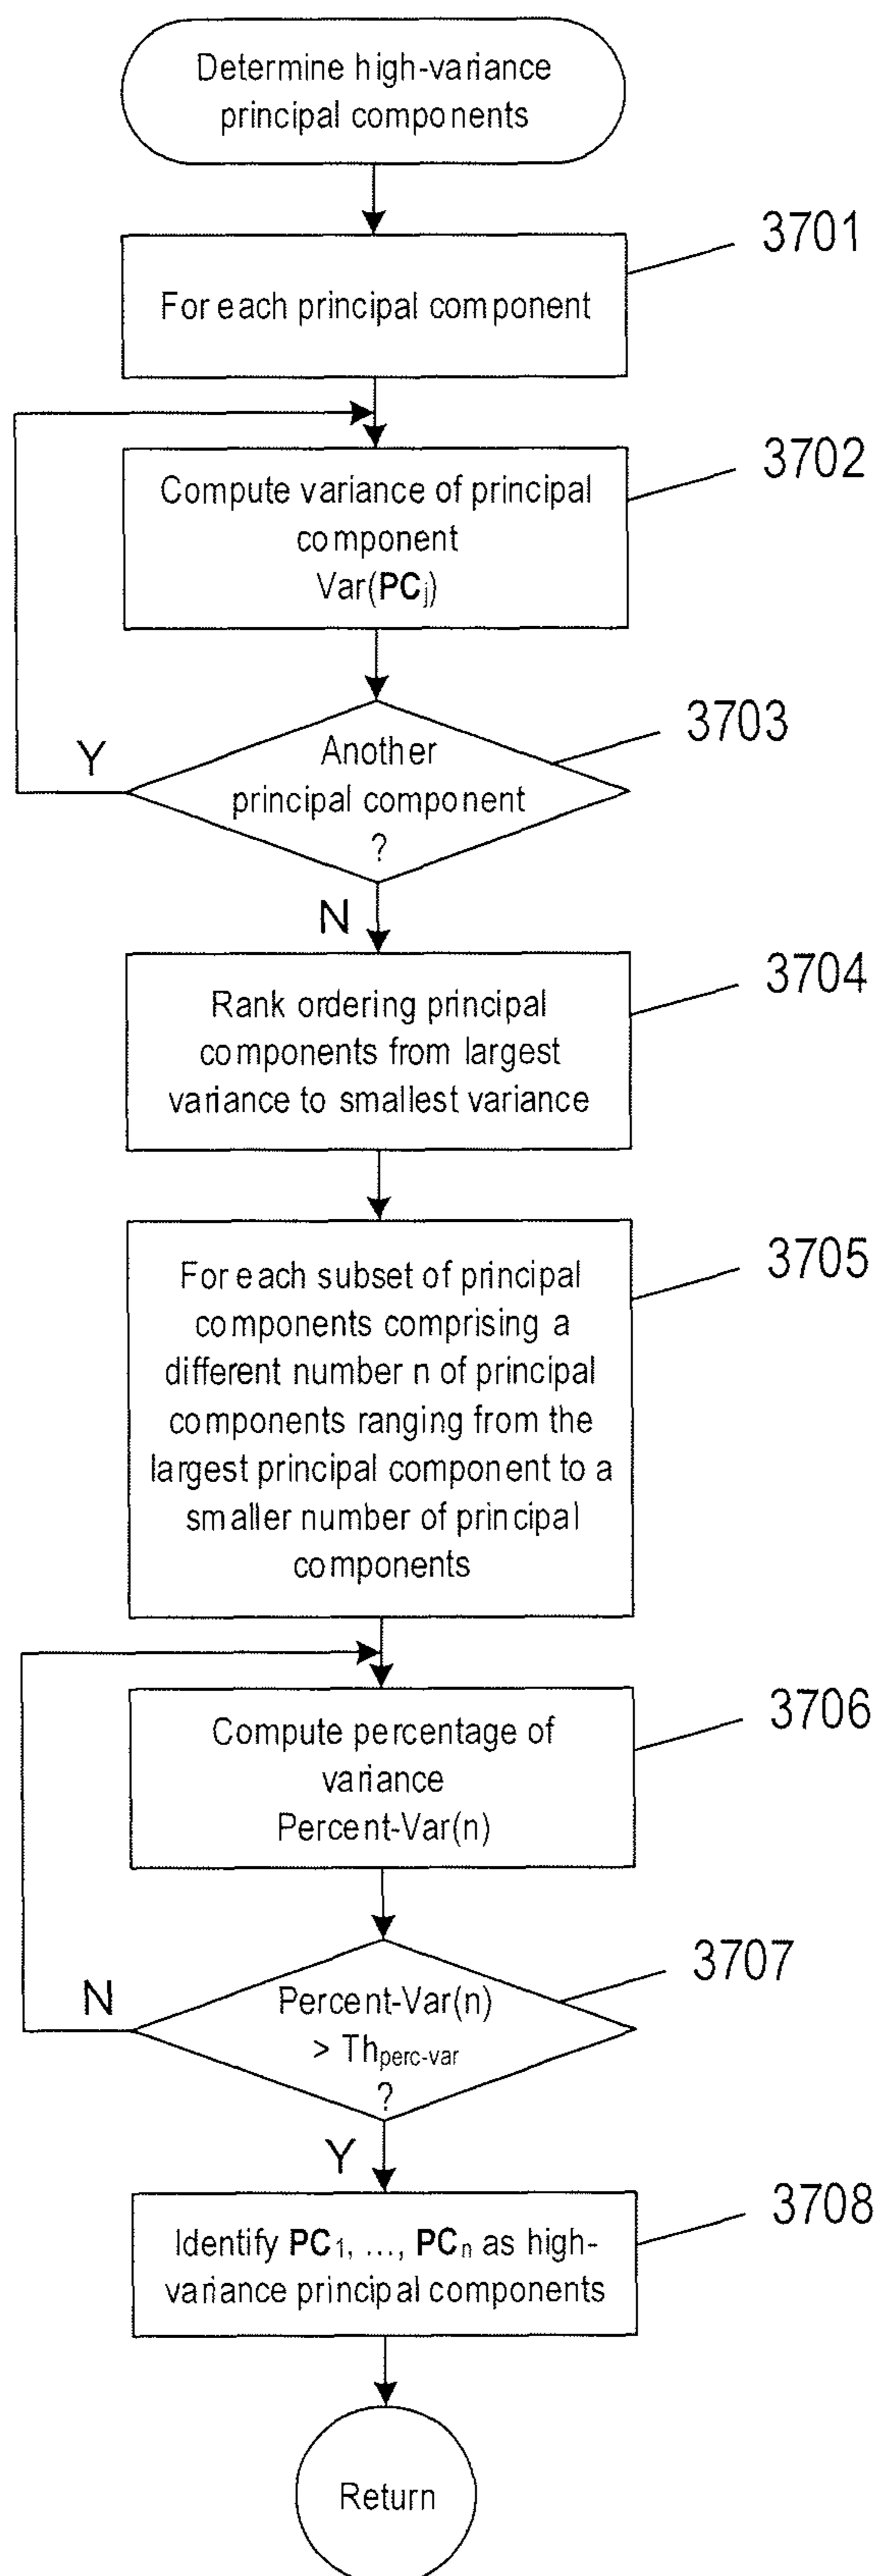 Determine high-variance
principal components
3701
For each principal component
3702
Compute variance of principal
component
Var(PCj)
3703
Another
principal component
?
Y
N
3704
Rank ordering principal
components from largest
variance to smallest variance
3705
For each subset of principal
components comprising a
different number n of principal
components ranging from the
largest principal component to a
smaller number of principal
components
3706
Compute percentage of
variance
Percent-Var(n)
3707
Percent-Var(n)
> Thperc-var
?
N
Y
3708
Identify PC1, ..., PCn as high-
variance principal components
Return